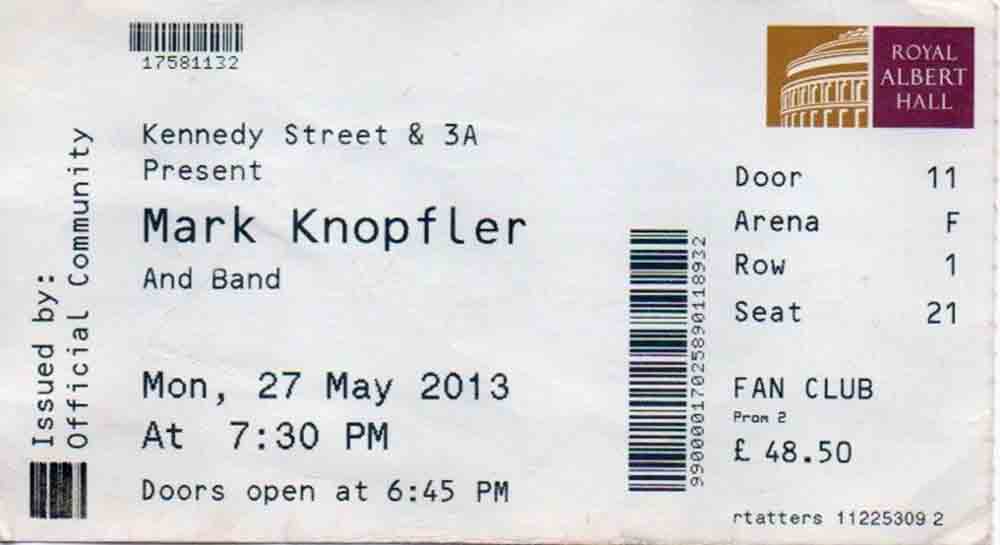 17581132
Kennedy Street & 3A
Present
Mark Knopfler
And Band
Mon, 27 May 2013
At 7:30 PM
Doors open at 6:45 PM
Issued by:
Official Community
99000001702589011893​2
ROYAL
ALBERT
HALL
Door 11
Arena F
Row 1
Seat 21
FAN CLUB
Prom 2
£ 48.50
rtatters 11225309 2